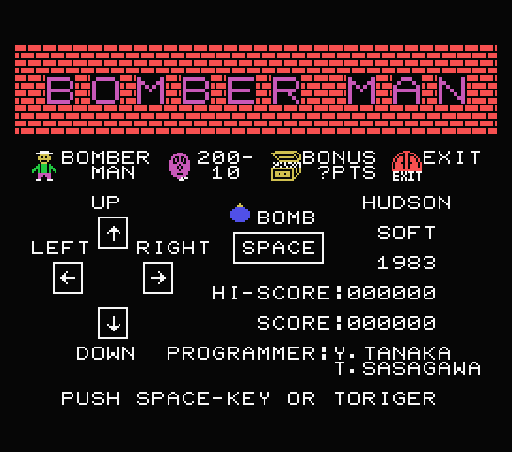 BOMBER MAN
BOMBER MAN
200-10
BONUS ?PTS
EXIT
EXIT
UP
HUDSON
BOMB
SOFT
LEFT ↑ RIGHT
SPACE
1983
← →
HI-SCORE:000000
↓
SCORE:000000
DOWN
PROGRAMMER:Y.TANAKA
T.SASAGAWA
PUSH SPACE-KEY OR TORIGER